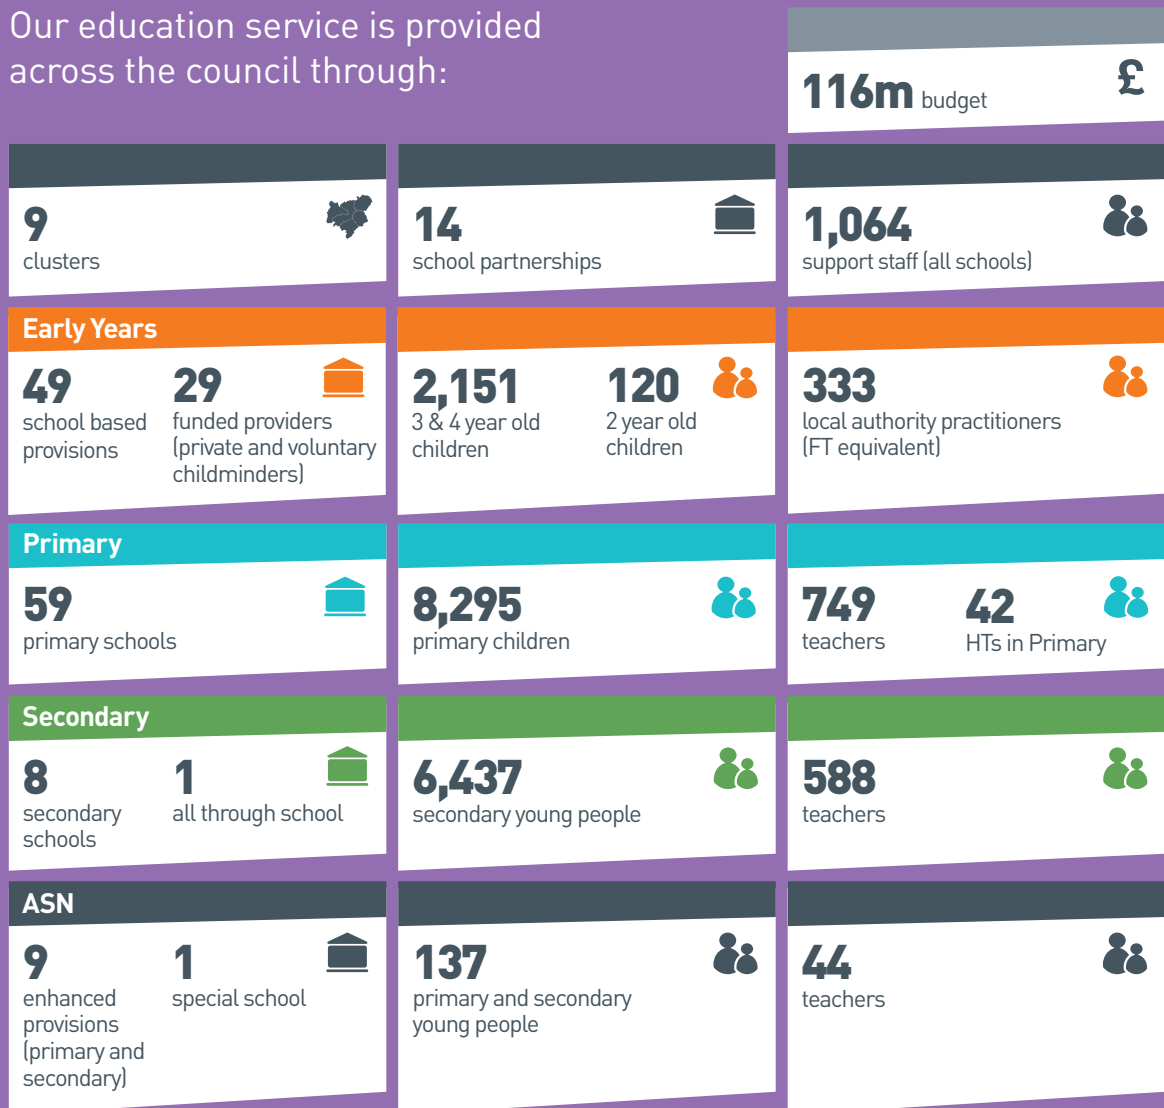 Our education service is provided
across the council through:
116m budget £
9
clusters
14
school partnerships
1,064
support staff (all schools)
Early Years
49
school based
provisions
29
funded providers
(private and voluntary
childminders)
2,151
3 & 4 year old
children
120
2 year old
children
333
local authority practitioners
(FT equivalent)
Primary
59
primary schools
8,295
primary children
749
teachers
42
HTs in Primary
Secondary
8
secondary
schools
1
all through school
6,437
secondary young people
588
teachers
ASN
9
enhanced
provisions
(primary and
secondary)
1
special school
137
primary and secondary
young people
44
teachers